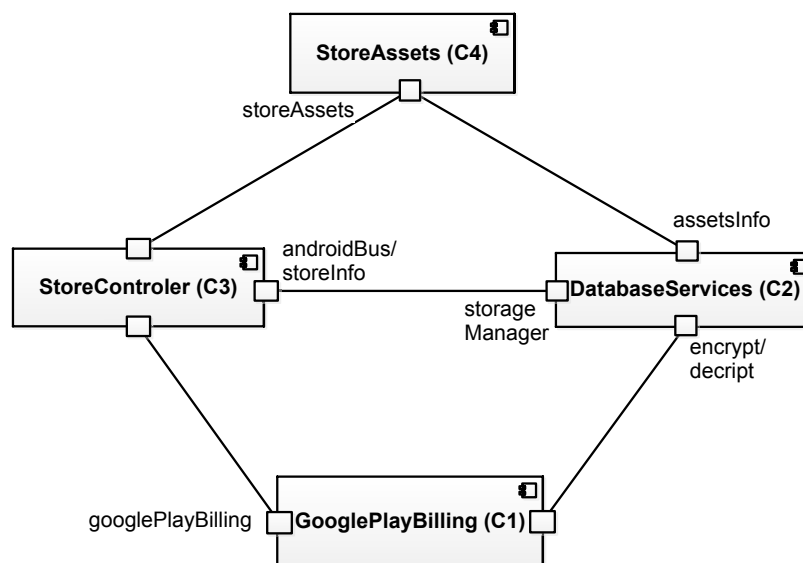 StoreAssets (C4)
storeAssets
assetsInfo
androidBus/
storeInfo
StoreControler (C3)
DatabaseServices (C2)
storage
Manager
encrypt/
decript
googlePlayBilling
GooglePlayBilling (C1)